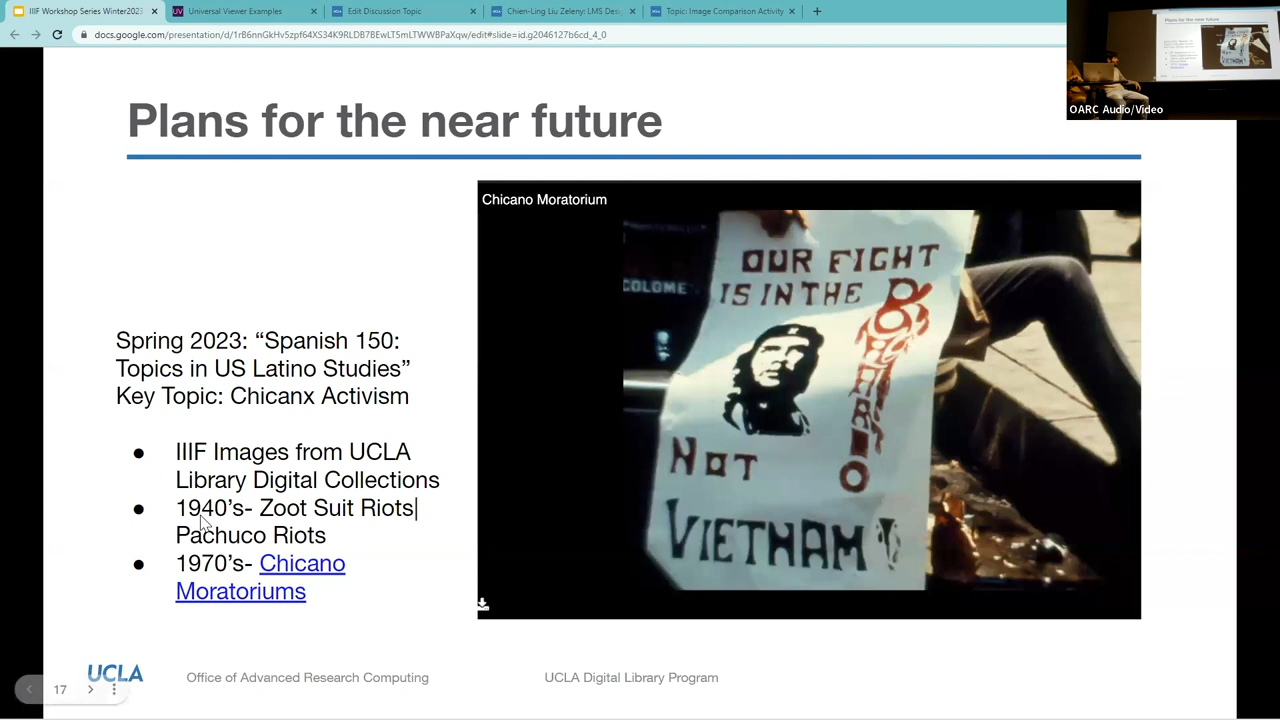 IIIF Workshop Series Winter2023
Universal Viewer Examples
Edit Discussion Topic
Chien-Ling Liu Zeleny: LMS Des
Topic: Image Comparison Activity
docs.google.com/presentation/d/1rB6nnGkHv5zpf64XS34K9RLDB7BEwLT5mLTWWBPaXqw/edit#slide=id.g2046127b6cd_4_0
OARC Audio/Video
Plans for the near future
Spring 2023: “Spanish 150:
Topics in US Latino Studies”
Key Topic: Chicanx Activism
● IIIF Images from UCLA
Library Digital Collections
● 1940’s- Zoot Suit Riots|
Pachuco Riots
● 1970’s- Chicano
Moratoriums
Chicano Moratorium
COLOME
OUR FIGHT
IS IN THE
BARRIO
NOT
VIETNAM
UCLA
Office of Advanced Research Computing
UCLA Digital Library Program
17